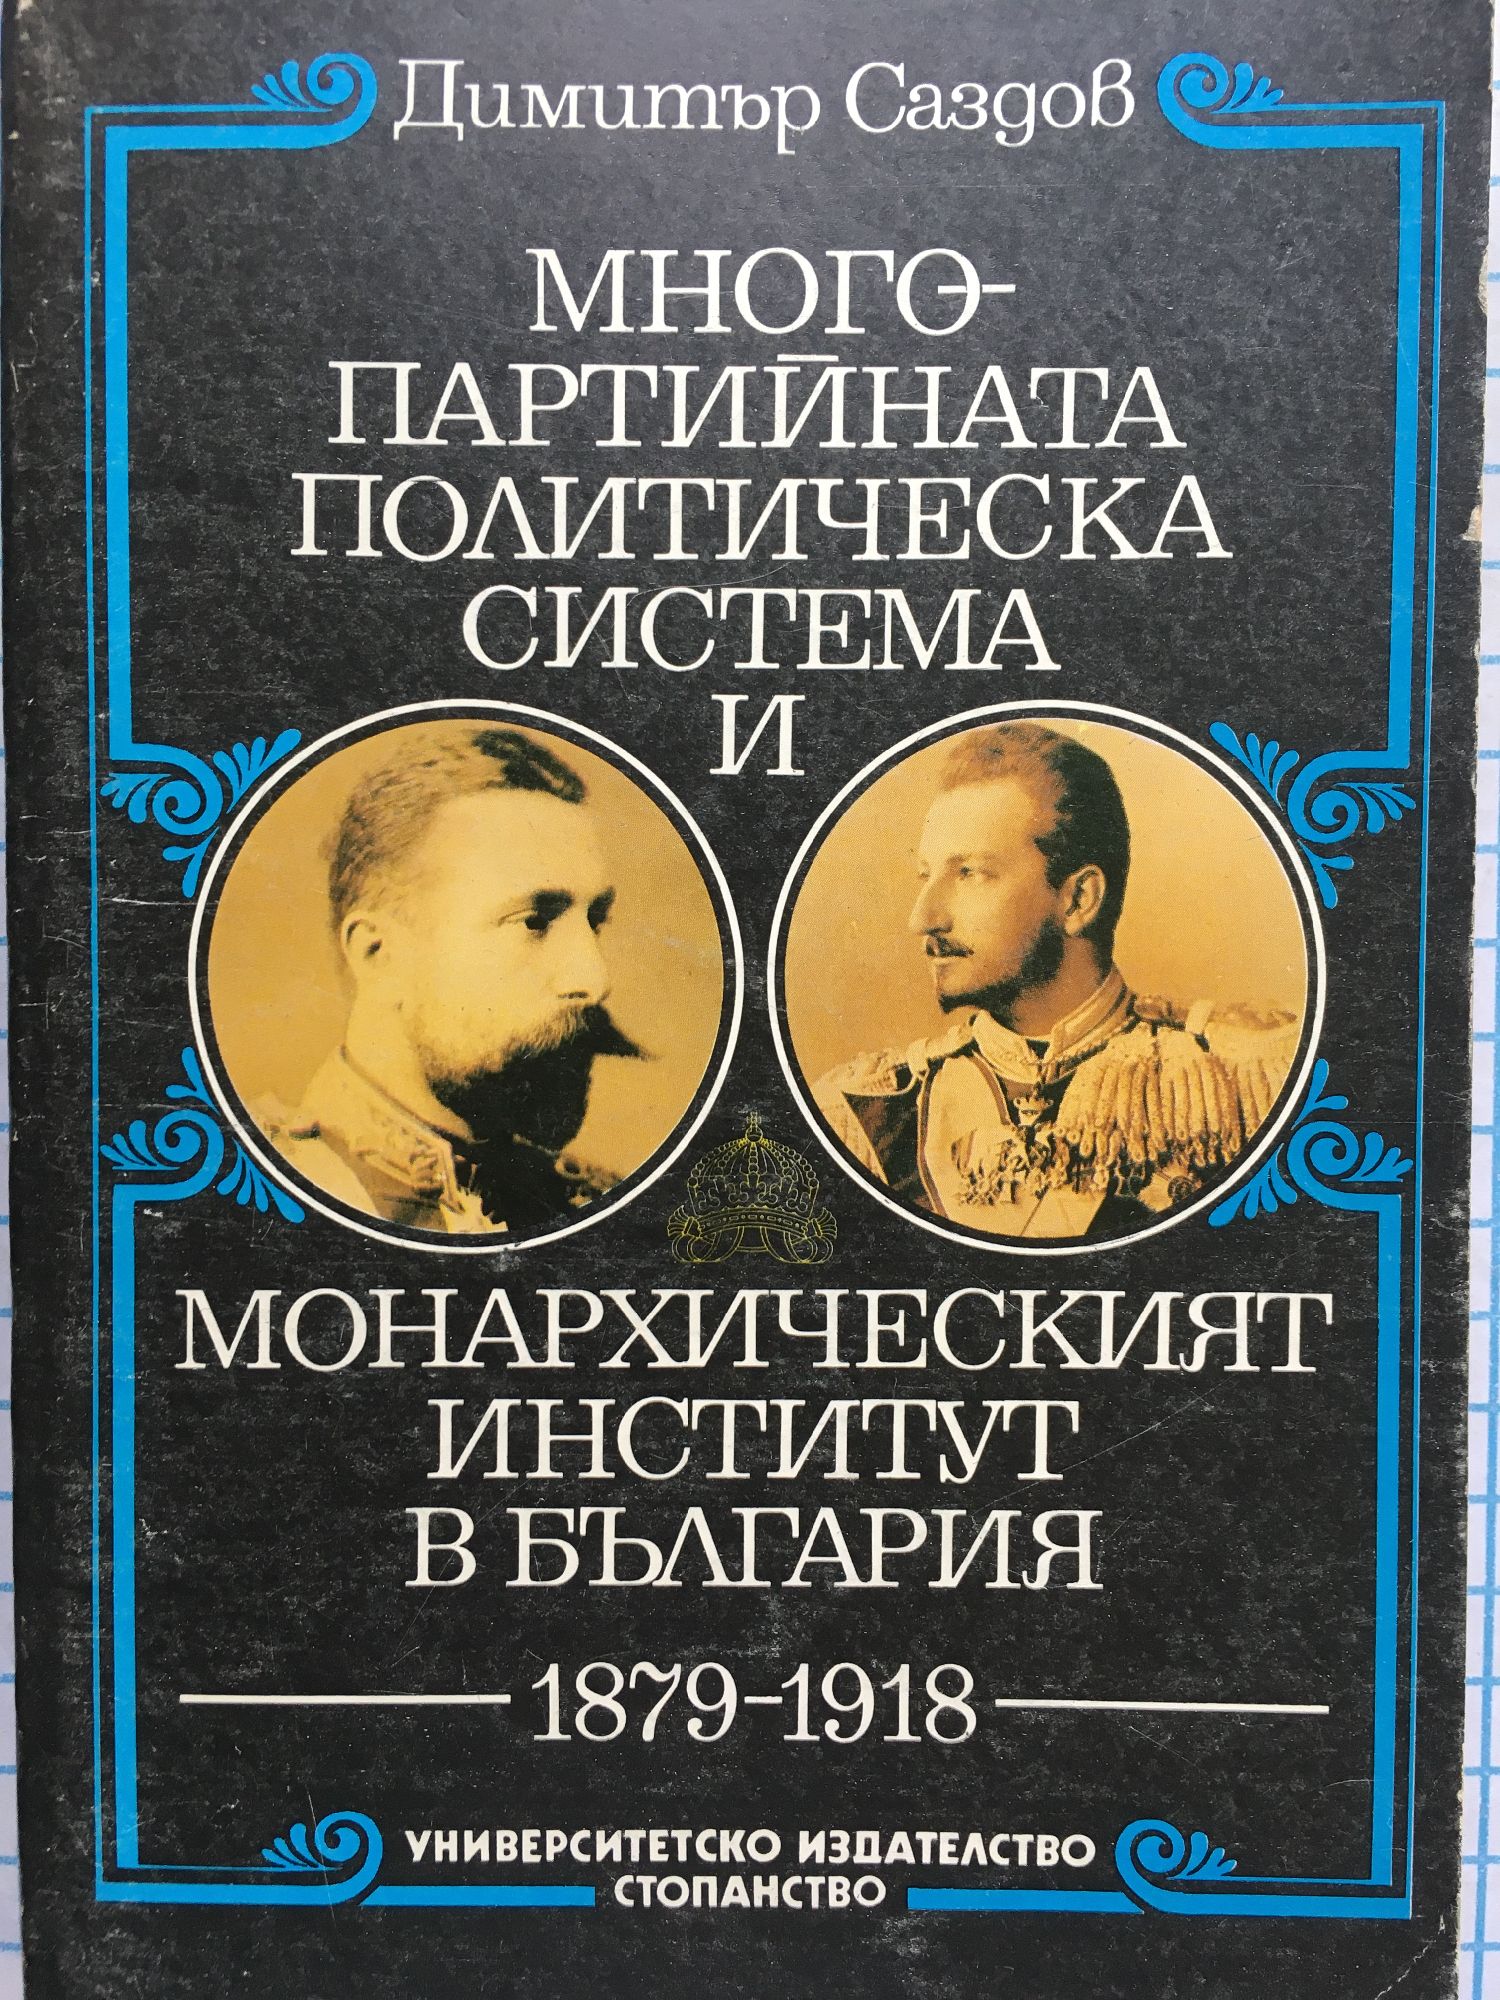 Димитър Саздов
МНОГО-
ПАРТИЙНАТА
ПОЛИТИЧЕСКА
СИСТЕМА
И
МОНАРХИЧЕСКИЯТ
ИНСТИТУТ
В БЪЛГАРИЯ
1879-1918
УНИВЕРСИТЕТСКО ИЗДАТЕЛСТВО
СТОПАНСТВО